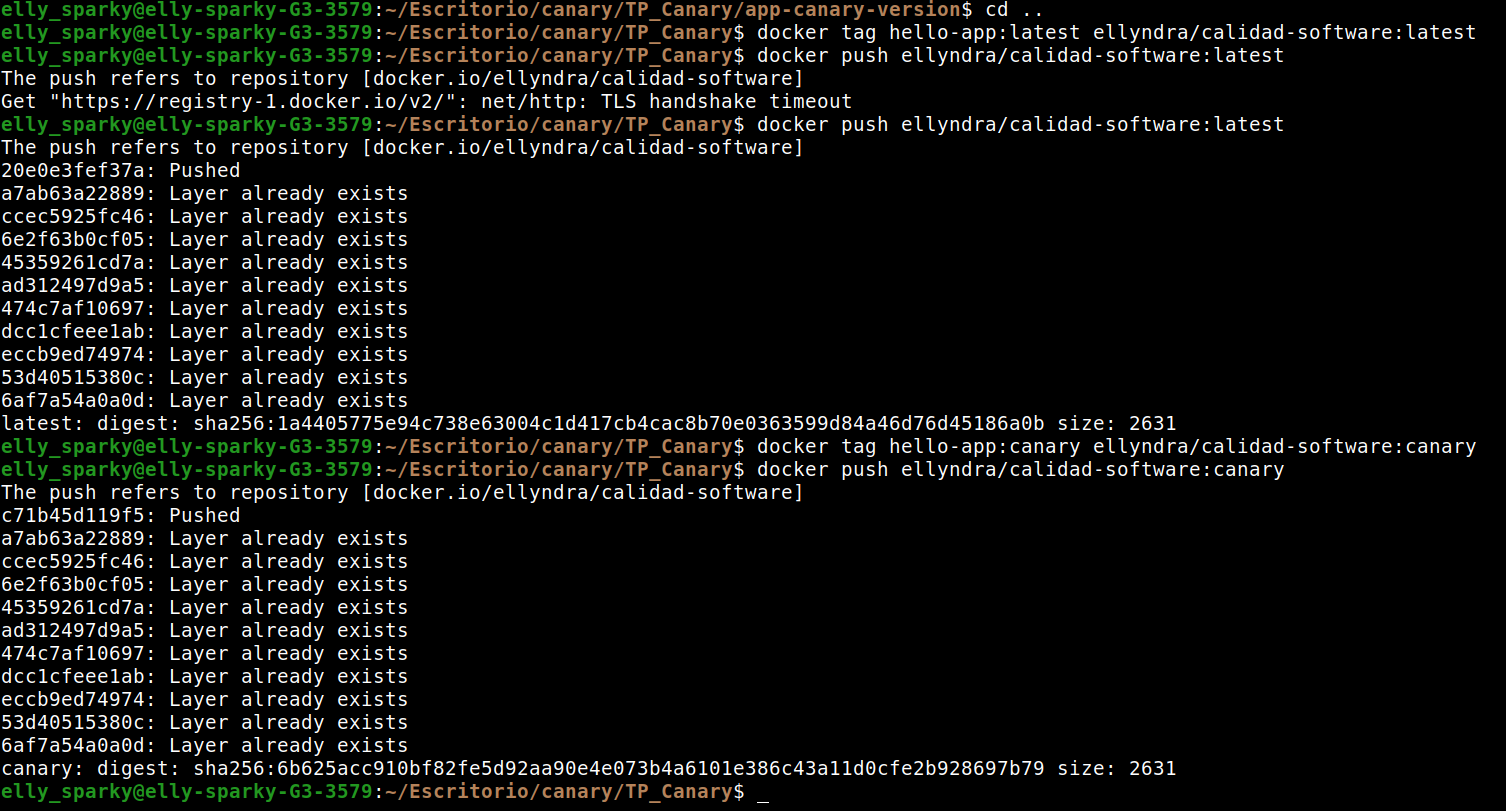 elly_sparky@elly-sparky-G3-3579:~/Escritorio/canary/TP_Canary/app-canary-version$ cd ..
elly_sparky@elly-sparky-G3-3579:~/Escritorio/canary/TP_Canary$ docker tag hello-app:latest ellyndra/calidad-software:latest
elly_sparky@elly-sparky-G3-3579:~/Escritorio/canary/TP_Canary$ docker push ellyndra/calidad-software:latest
The push refers to repository [docker.io/ellyndra/calidad-software]
Get "https://registry-1.docker.io/v2/": net/http: TLS handshake timeout
elly_sparky@elly-sparky-G3-3579:~/Escritorio/canary/TP_Canary$ docker push ellyndra/calidad-software:latest
The push refers to repository [docker.io/ellyndra/calidad-software]
20e0e3fef37a: Pushed
a7ab63a22889: Layer already exists
ccec5925fc46: Layer already exists
6e2f63b0cf05: Layer already exists
45359261cd7a: Layer already exists
ad312497d9a5: Layer already exists
474c7af10697: Layer already exists
dcc1cfeee1ab: Layer already exists
eccb9ed74974: Layer already exists
53d40515380c: Layer already exists
6af7a54a0a0d: Layer already exists
latest: digest: sha256:1a4405775e94c738e63004c1d417cb4cac8b70e0363599d84a46d76d45186a0b size: 2631
elly_sparky@elly-sparky-G3-3579:~/Escritorio/canary/TP_Canary$ docker tag hello-app:canary ellyndra/calidad-software:canary
elly_sparky@elly-sparky-G3-3579:~/Escritorio/canary/TP_Canary$ docker push ellyndra/calidad-software:canary
The push refers to repository [docker.io/ellyndra/calidad-software]
c71b45d119f5: Pushed
a7ab63a22889: Layer already exists
ccec5925fc46: Layer already exists
6e2f63b0cf05: Layer already exists
45359261cd7a: Layer already exists
ad312497d9a5: Layer already exists
474c7af10697: Layer already exists
dcc1cfeee1ab: Layer already exists
eccb9ed74974: Layer already exists
53d40515380c: Layer already exists
6af7a54a0a0d: Layer already exists
canary: digest: sha256:6b625acc910bf82fe5d92aa90e4e073b4a6101e386c43a11d0cfe2b928697b79 size: 2631
elly_sparky@elly-sparky-G3-3579:~/Escritorio/canary/TP_Canary$ _